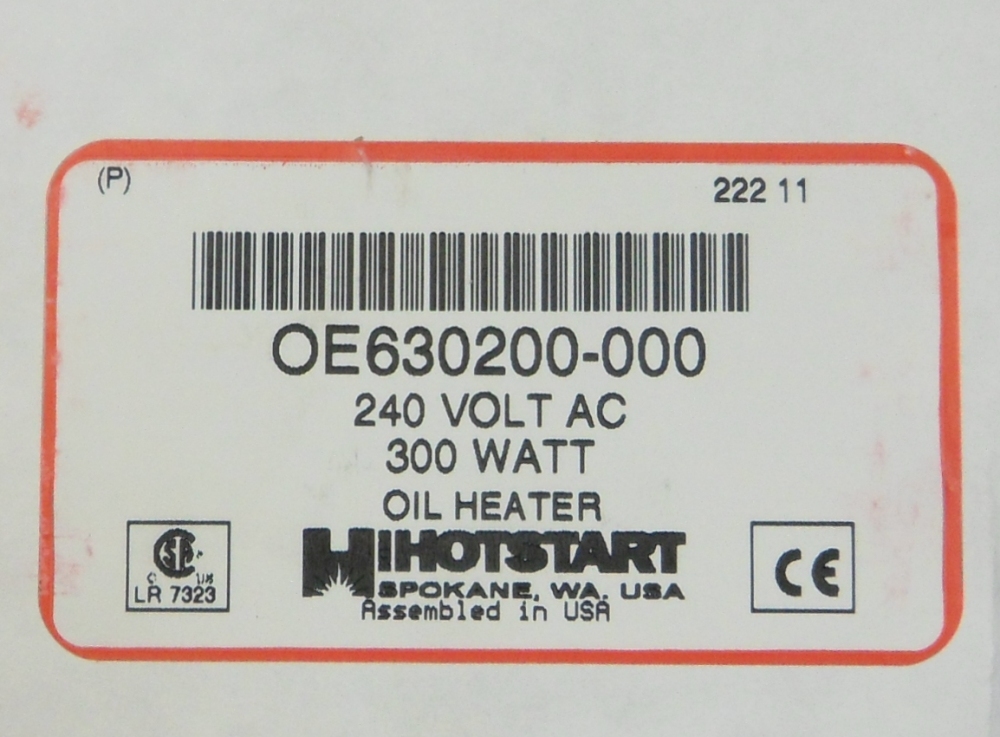 (P)
222 11
OE630200-000
240 VOLT AC
300 WATT
OIL HEATER
HOTSTART
SPOKANE, WA. USA
Assembled in USA
LR 7323
CE